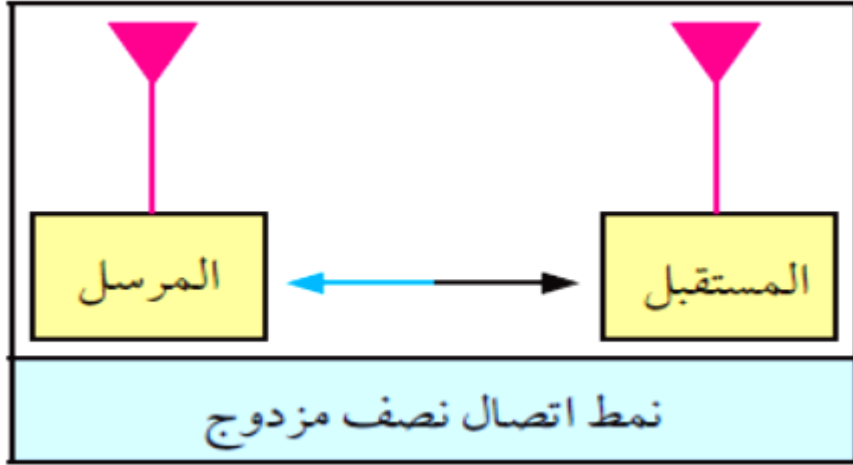 المرسل
المستقبل
نمط اتصال نصف مزدوج